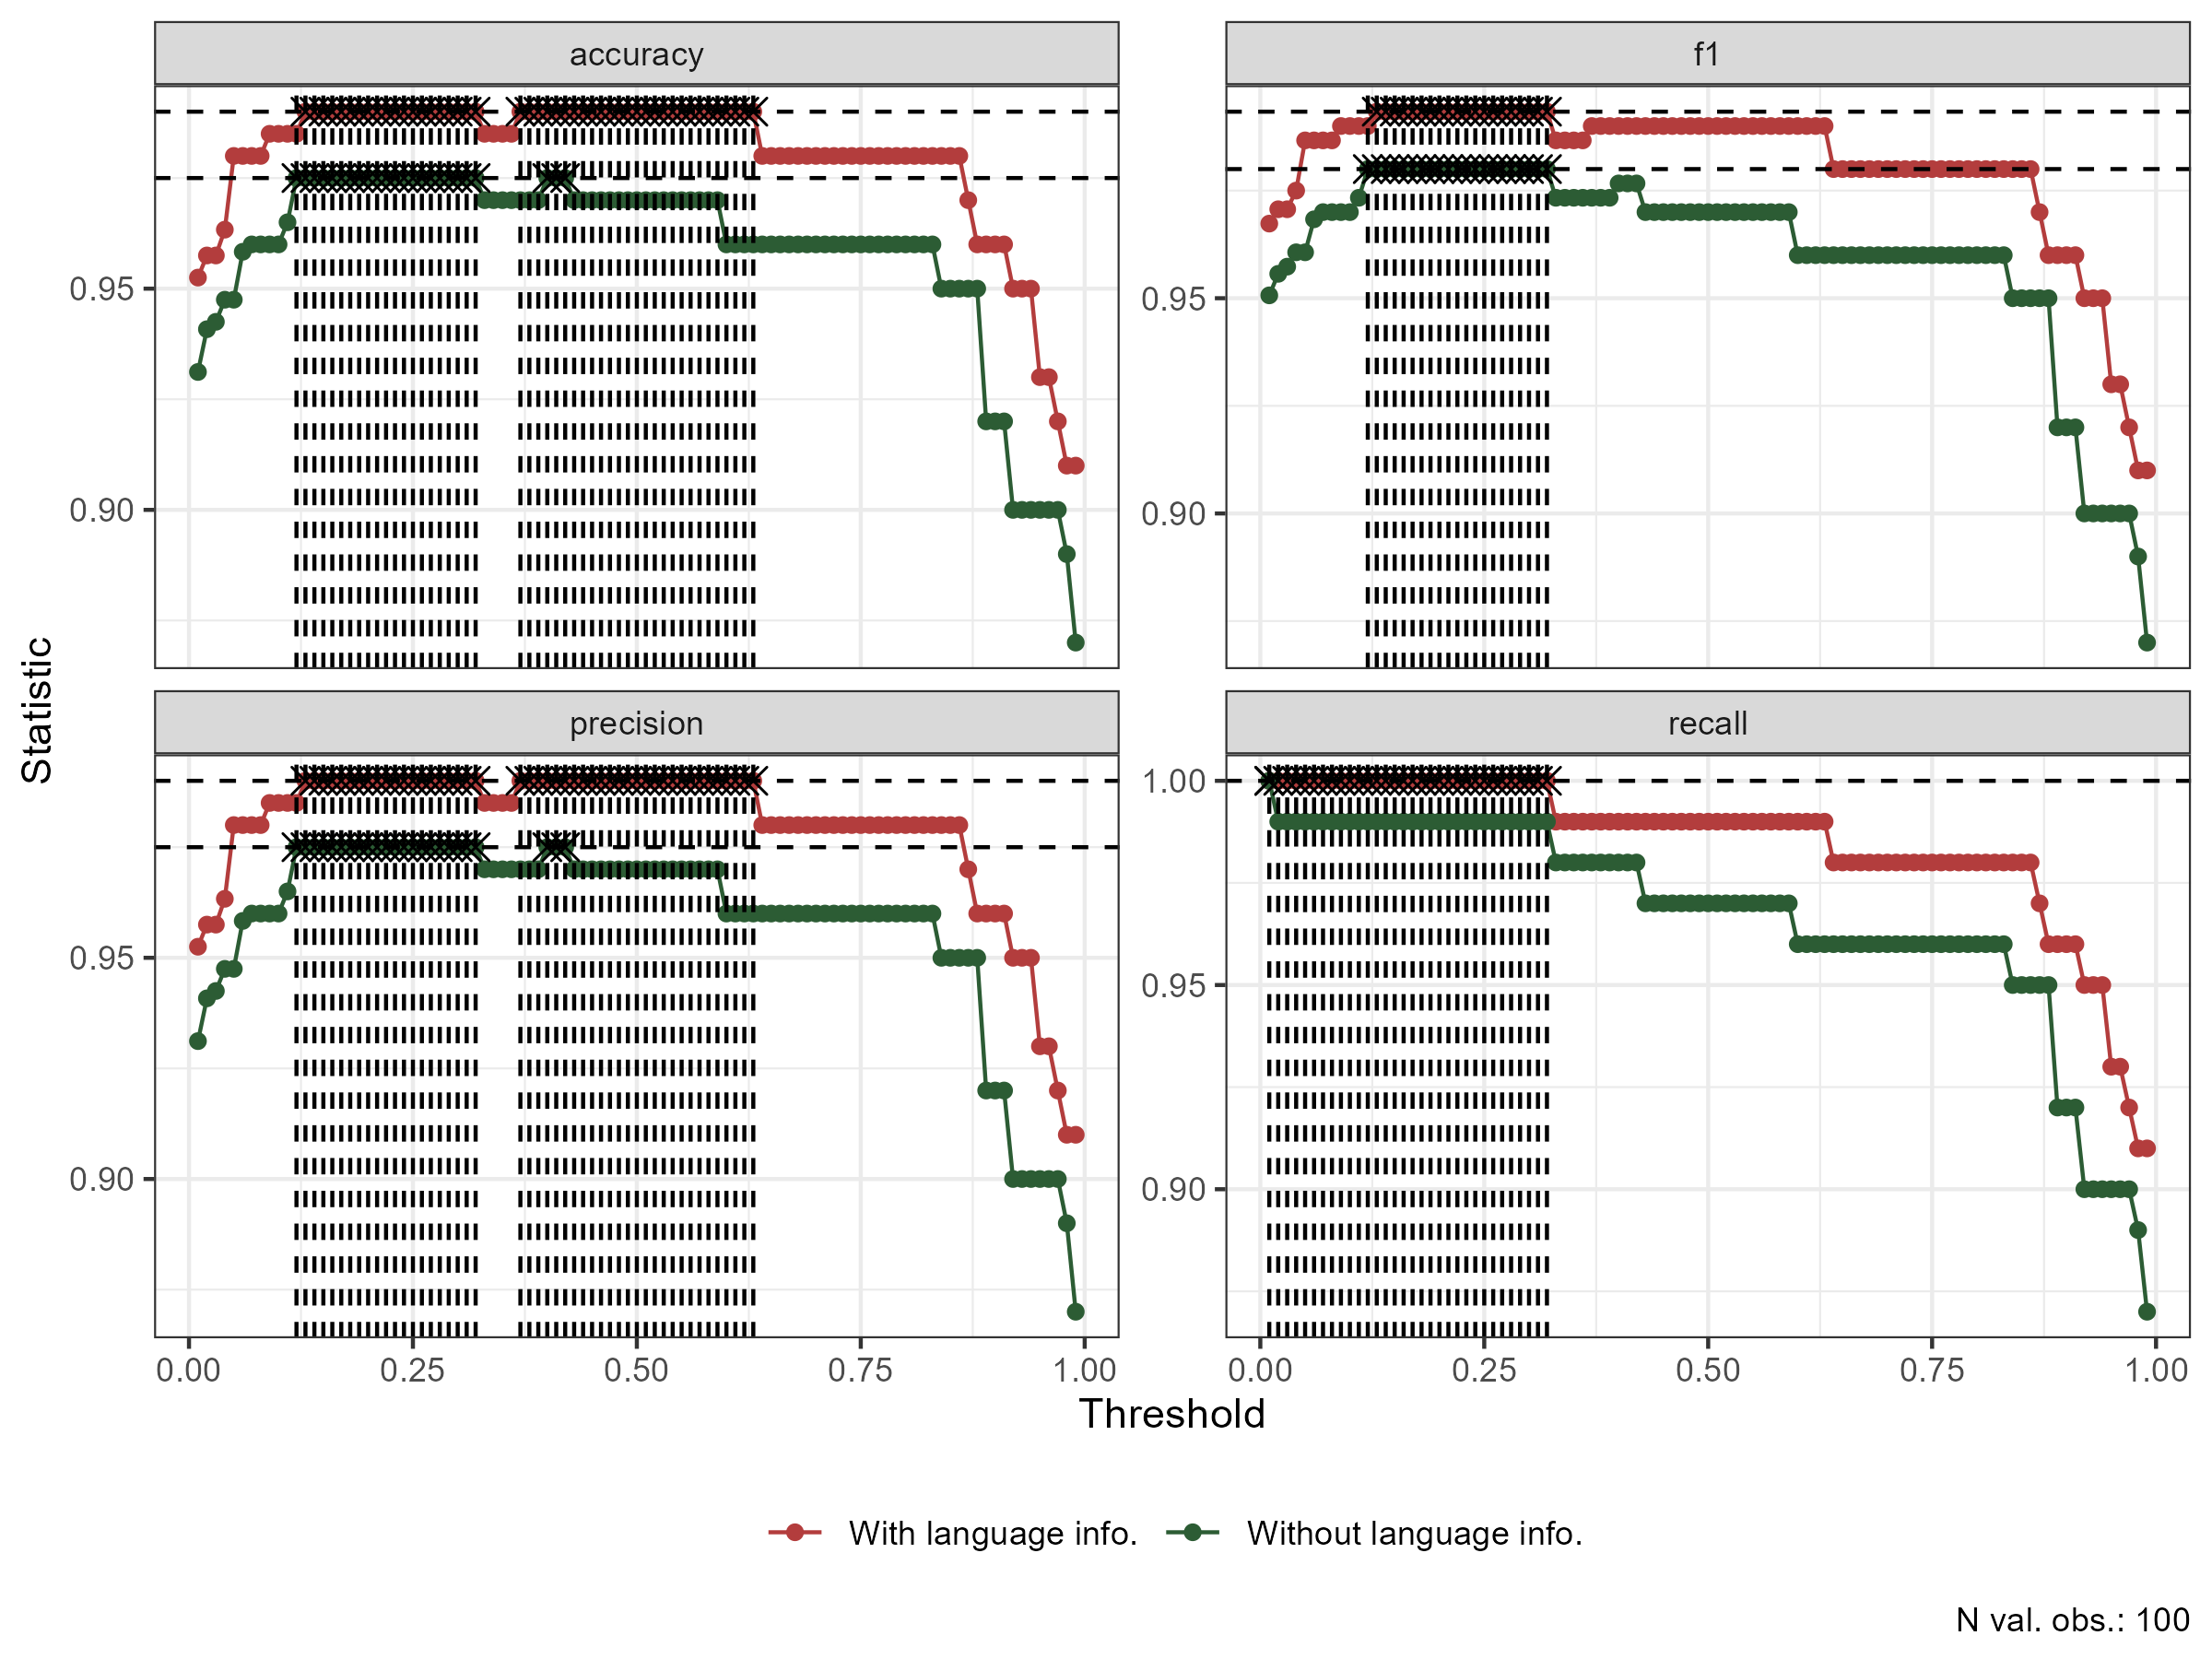 accuracy
f1
0.95
0.90
0.95
0.90
Statistic
precision
recall
0.95
0.90
1.00
0.95
0.90
0.00 0.25 0.50 0.75 1.00
0.00 0.25 0.50 0.75 1.00
Threshold
With language info. Without language info.
N val. obs.: 100